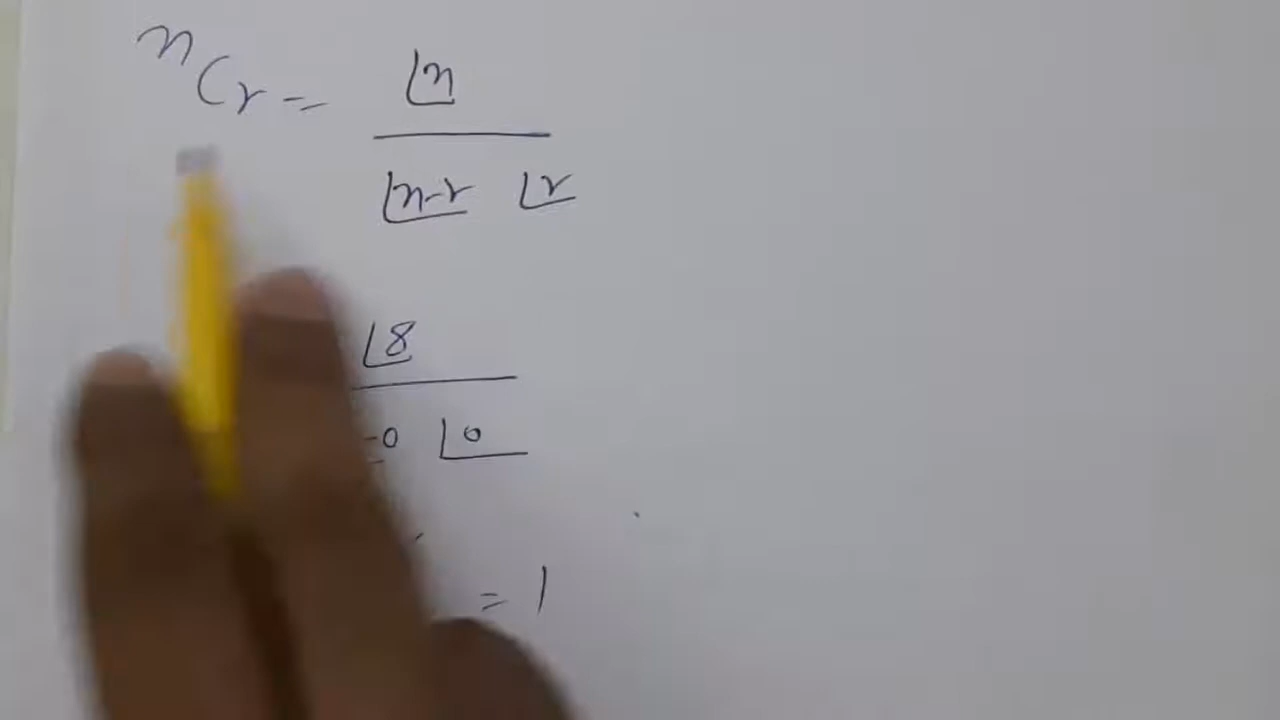 ⁿCᵣ = ⌊n
⌊n-r ⌊r
⌊8
-0 ⌊0
= 1